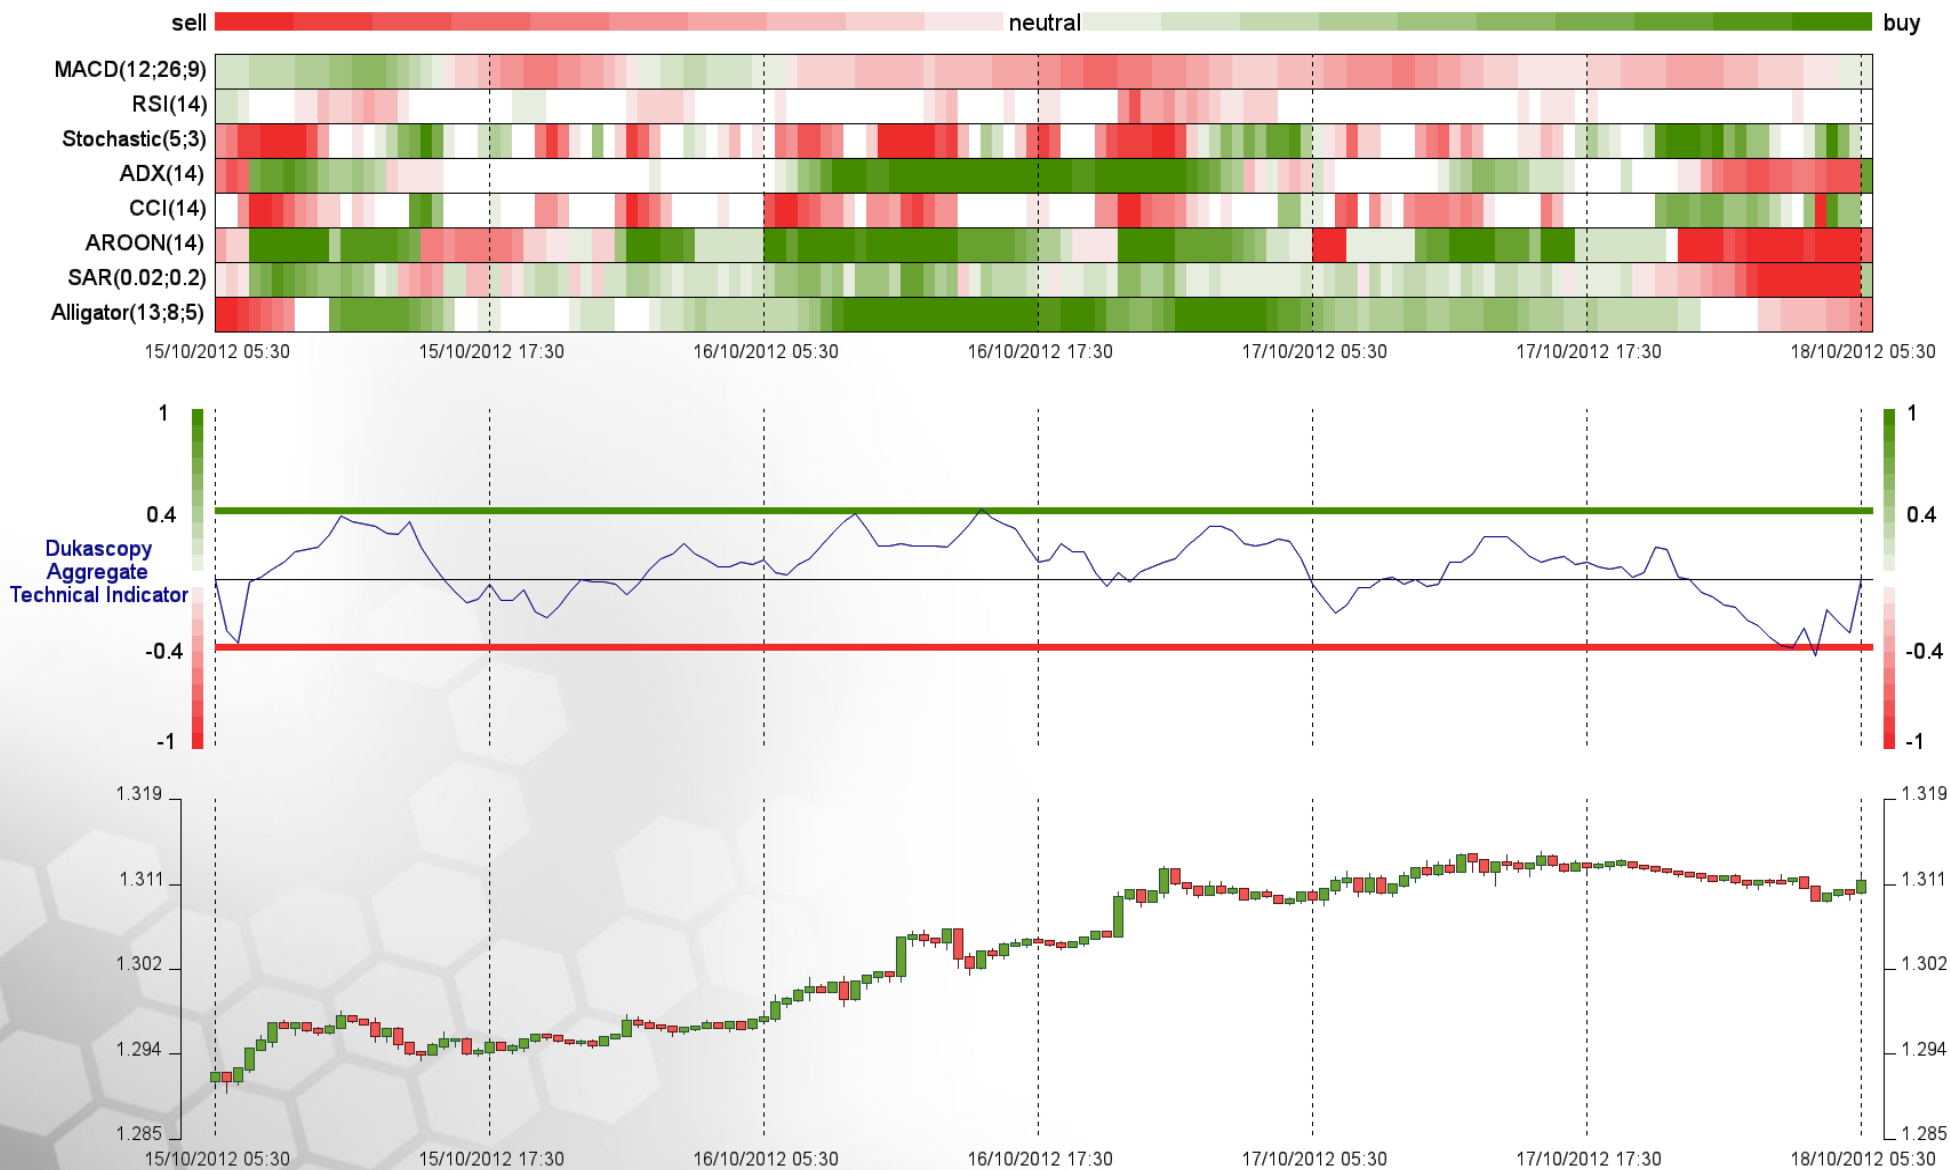 sell neutral buy
MACD(12;26;9)
RSI(14)
Stochastic(5;3)
ADX(14)
CCI(14)
AROON(14)
SAR(0.02;0.2)
Alligator(13;8;5)
15/10/2012 05:30 15/10/2012 17:30 16/10/2012 05:30 16/10/2012 17:30 17/10/2012 05:30 17/10/2012 17:30 18/10/2012 05:30
1 1
0.4 0.4
Dukascopy
Aggregate
Technical Indicator
-0.4 -0.4
-1 -1
1.319 1.319
1.311 1.311
1.302 1.302
1.294 1.294
1.285 1.285
15/10/2012 05:30 15/10/2012 17:30 16/10/2012 05:30 16/10/2012 17:30 17/10/2012 05:30 17/10/2012 17:30 18/10/2012 05:30